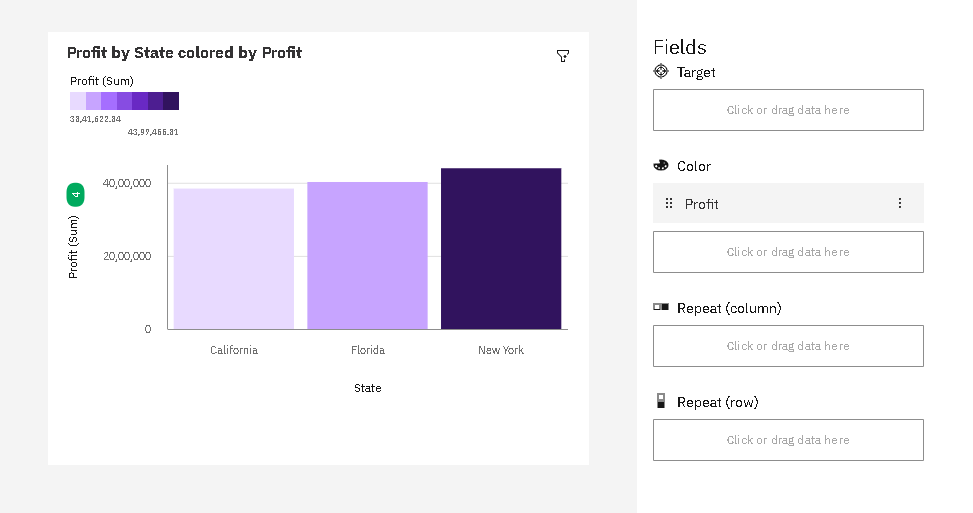 Profit by State colored by Profit
Profit (Sum)
38,41,622.84
43,97,466.81
4
Profit (Sum)
40,00,000
20,00,000
0
California
Florida
New York
State
Fields
Target
Click or drag data here
Color
Profit
Click or drag data here
Repeat (column)
Click or drag data here
Repeat (row)
Click or drag data here